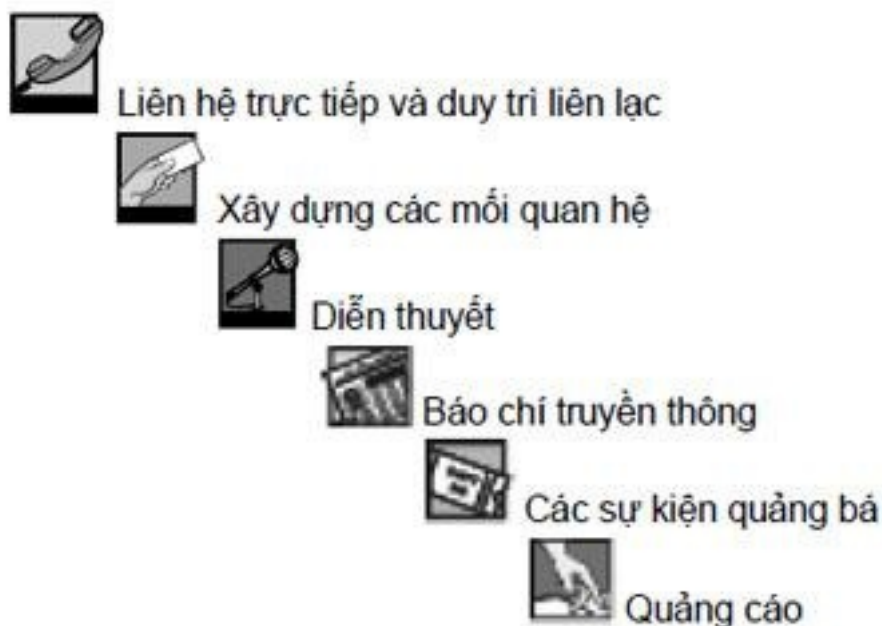 Liên hệ trực tiếp và duy trì liên lạc
Xây dựng các mối quan hệ
Diễn thuyết
Báo chí truyền thông
Các sự kiện quảng bá
Quảng cáo